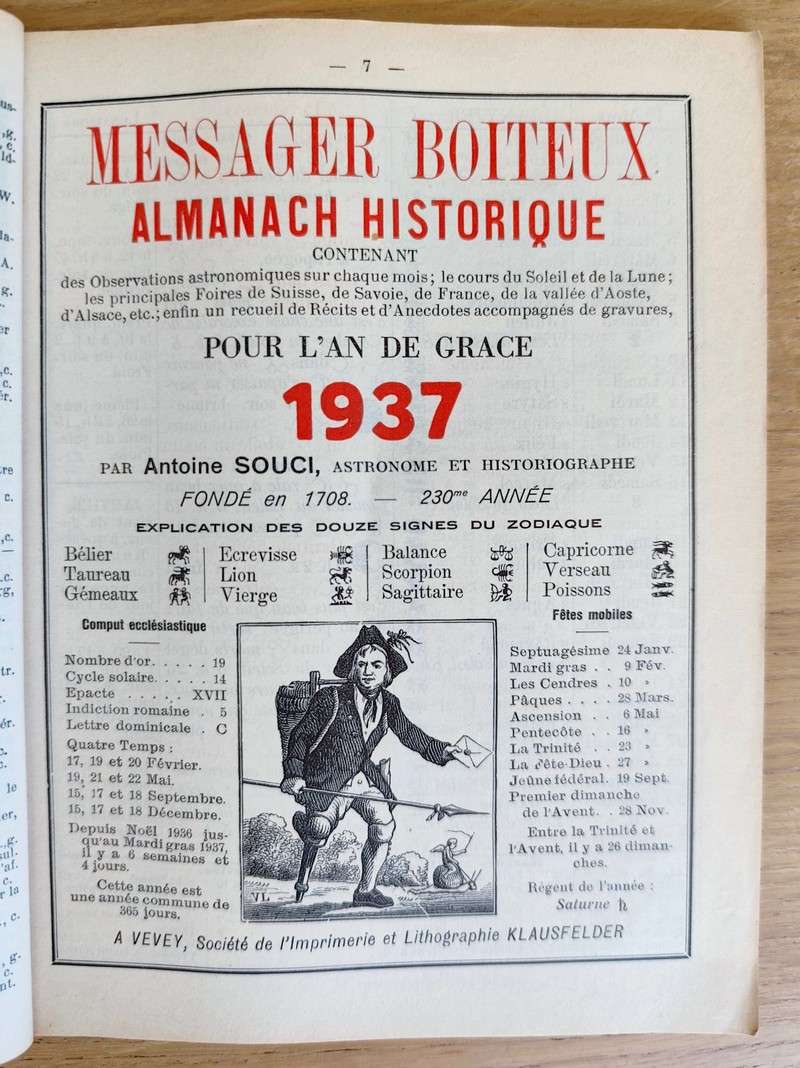 — 7 —
MESSAGER BOITEUX
ALMANACH HISTORIQUE
CONTENANT
des Observations astronomiques sur chaque mois; le cours du Soleil et de la Lune;
les principales Foires de Suisse, de Savoie, de France, de la vallée d'Aoste,
d'Alsace, etc.; enfin un recueil de Récits et d'Anecdotes accompagnés de gravures,
POUR L'AN DE GRACE
1937
PAR Antoine SOUCI, ASTRONOME ET HISTORIOGRAPHE
FONDÉ en 1708. — 230me ANNÉE
EXPLICATION DES DOUZE SIGNES DU ZODIAQUE
Bélier
Taureau
Gémeaux
Ecrevisse
Lion
Vierge
Balance
Scorpion
Sagittaire
Capricorne
Verseau
Poissons
Comput ecclésiastique
Nombre d'or. . . . . 19
Cycle solaire. . . . . 14
Epacte . . . . . XVII
Indiction romaine . 5
Lettre dominicale . C
Quatre Temps :
17, 19 et 20 Février.
19, 21 et 22 Mai.
15, 17 et 18 Septembre.
15, 17 et 18 Décembre.
Depuis Noël 1936 jus-
qu'au Mardi gras 1937,
il y a 6 semaines et
4 jours.
Cette année est
une année commune de
365 jours.
VL
Fêtes mobiles
Septuagésime 24 Janv.
Mardi gras . . 9 Fév.
Les Cendres . 10 »
Pâques . . . . 28 Mars.
Ascension . . 6 Mai
Pentecôte . . 16 »
La Trinité . . 23 »
La Fête-Dieu . 27 »
Jeûne fédéral. 19 Sept.
Premier dimanche
de l'Avent. . 28 Nov.
Entre la Trinité et
l'Avent, il y a 26 diman-
ches.
Régent de l'année :
Saturne ♄
A VEVEY, Société de l'Imprimerie et Lithographie KLAUSFELDER